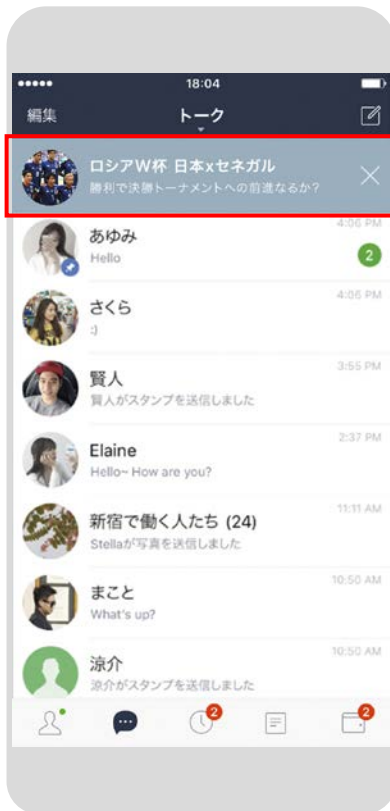 18:04
編集
トーク
ロシアW杯 日本xセネガル
勝利で決勝トーナメントへの前進なるか?
あゆみ
4:06 PM
Hello
2
さくら
4:06 PM
:)
賢人
3:55 PM
賢人がスタンプを送信しました
Elaine
2:37 PM
Hello~ How are you?
新宿で働く人たち (24)
11:11 AM
Stellaが写真を送信しました
まこと
10:50 AM
What's up?
涼介
10:50 AM
涼介がスタンプを送信しました
2
2